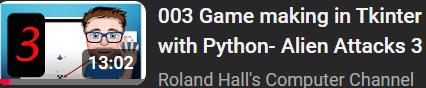 3
13:02
003 Game making in Tkinter
with Python- Alien Attacks 3
Roland Hall's Computer Channel